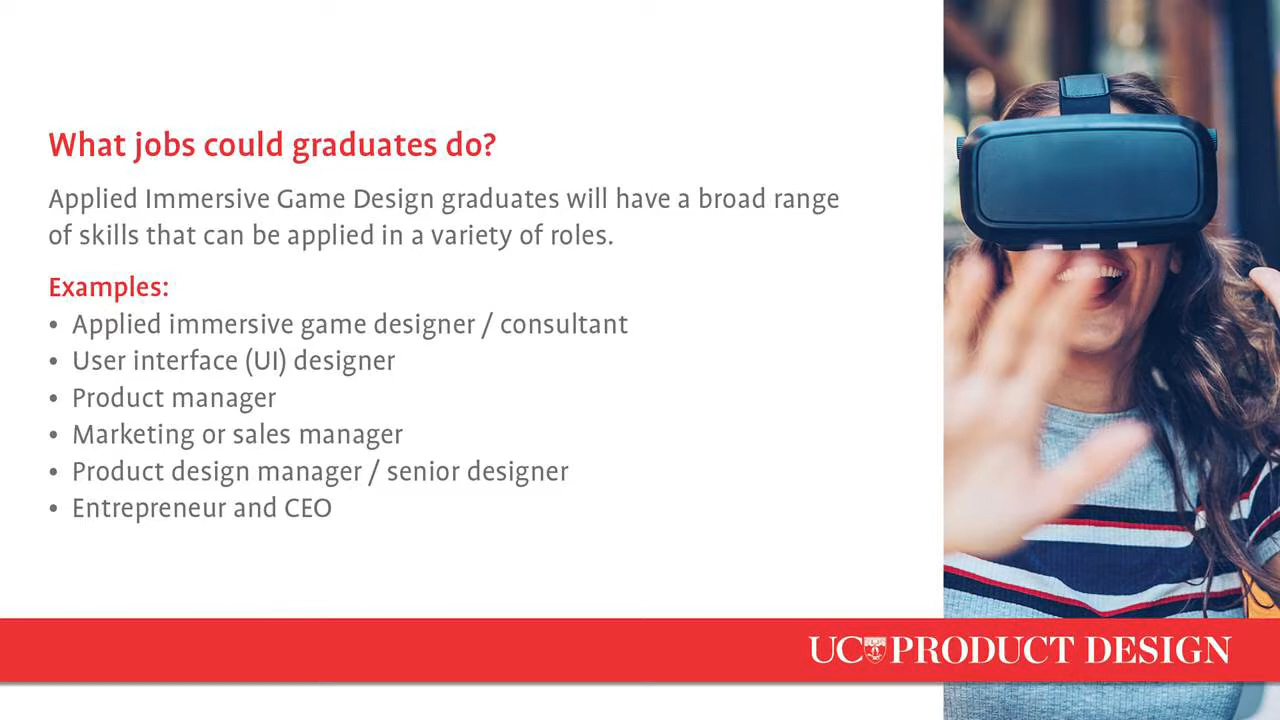 What jobs could graduates do?
Applied Immersive Game Design graduates will have a broad range
of skills that can be applied in a variety of roles.
Examples:
• Applied immersive game designer / consultant
• User interface (UI) designer
• Product manager
• Marketing or sales manager
• Product design manager / senior designer
• Entrepreneur and CEO
UC PRODUCT DESIGN